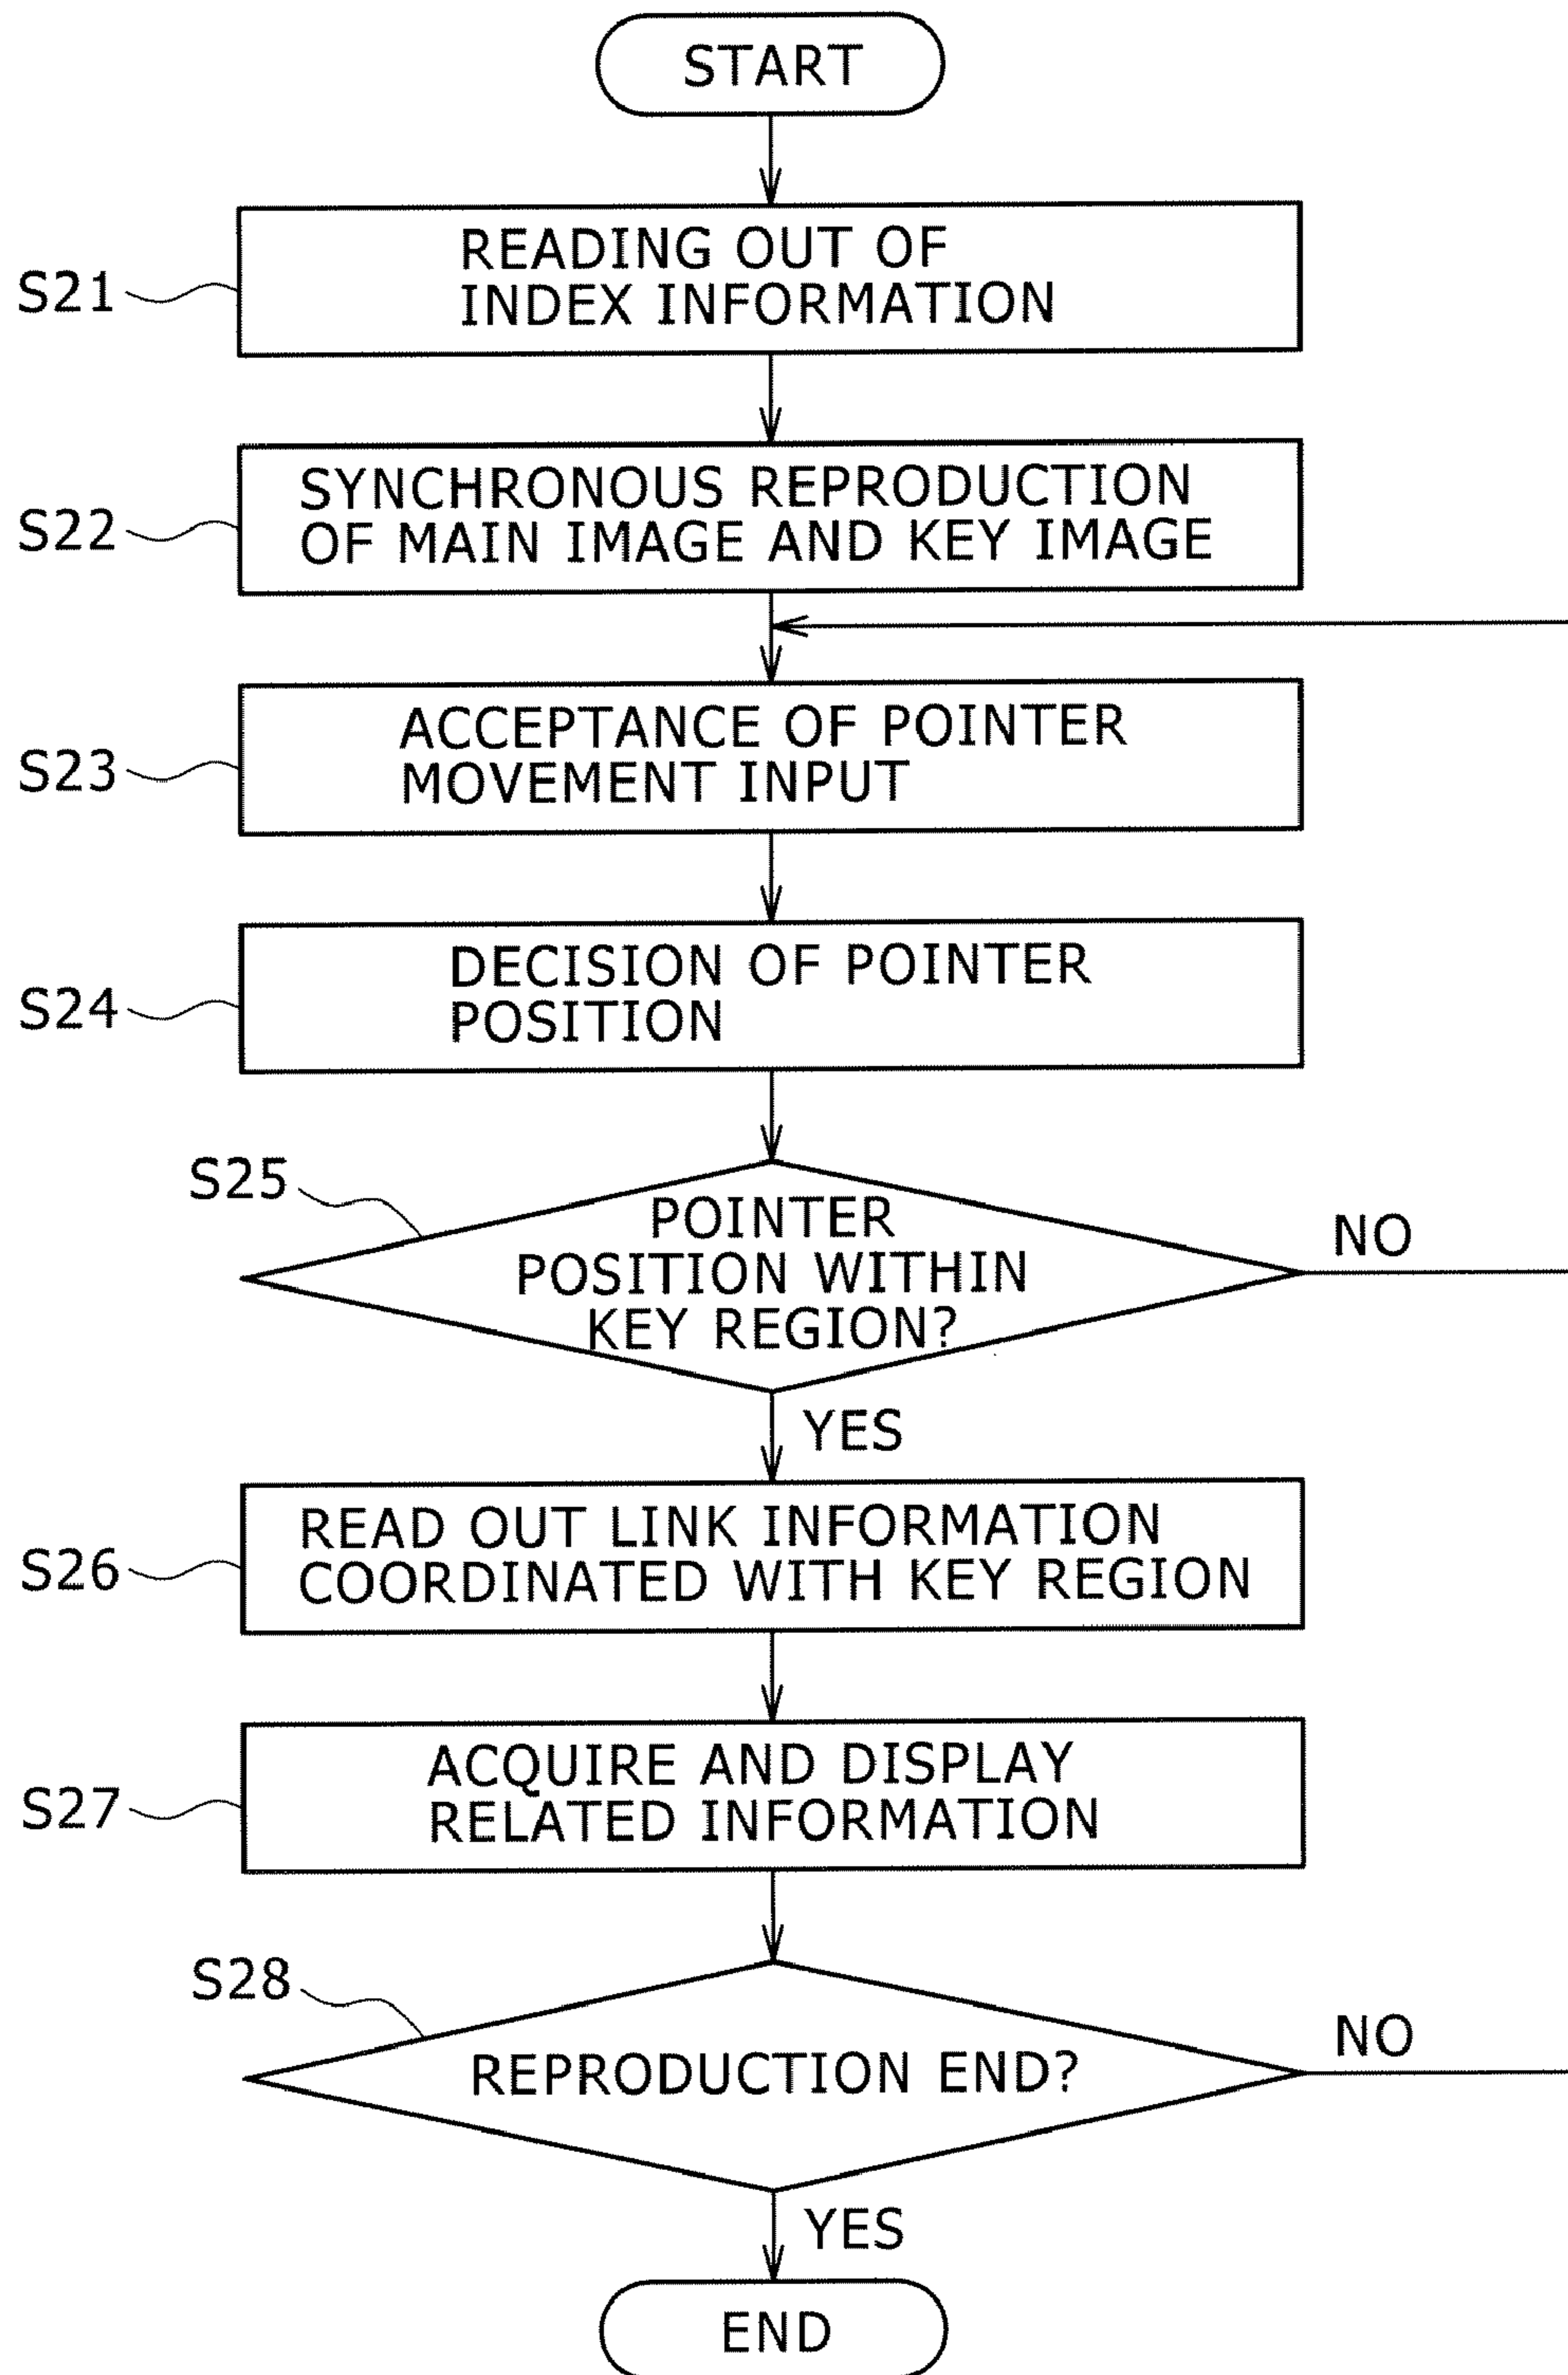 START
S21
READING OUT OF
INDEX INFORMATION
S22
SYNCHRONOUS REPRODUCTION
OF MAIN IMAGE AND KEY IMAGE
S23
ACCEPTANCE OF POINTER
MOVEMENT INPUT
S24
DECISION OF POINTER
POSITION
S25
POINTER
POSITION WITHIN
KEY REGION?
NO
YES
S26
READ OUT LINK INFORMATION
COORDINATED WITH KEY REGION
S27
ACQUIRE AND DISPLAY
RELATED INFORMATION
S28
REPRODUCTION END?
NO
YES
END